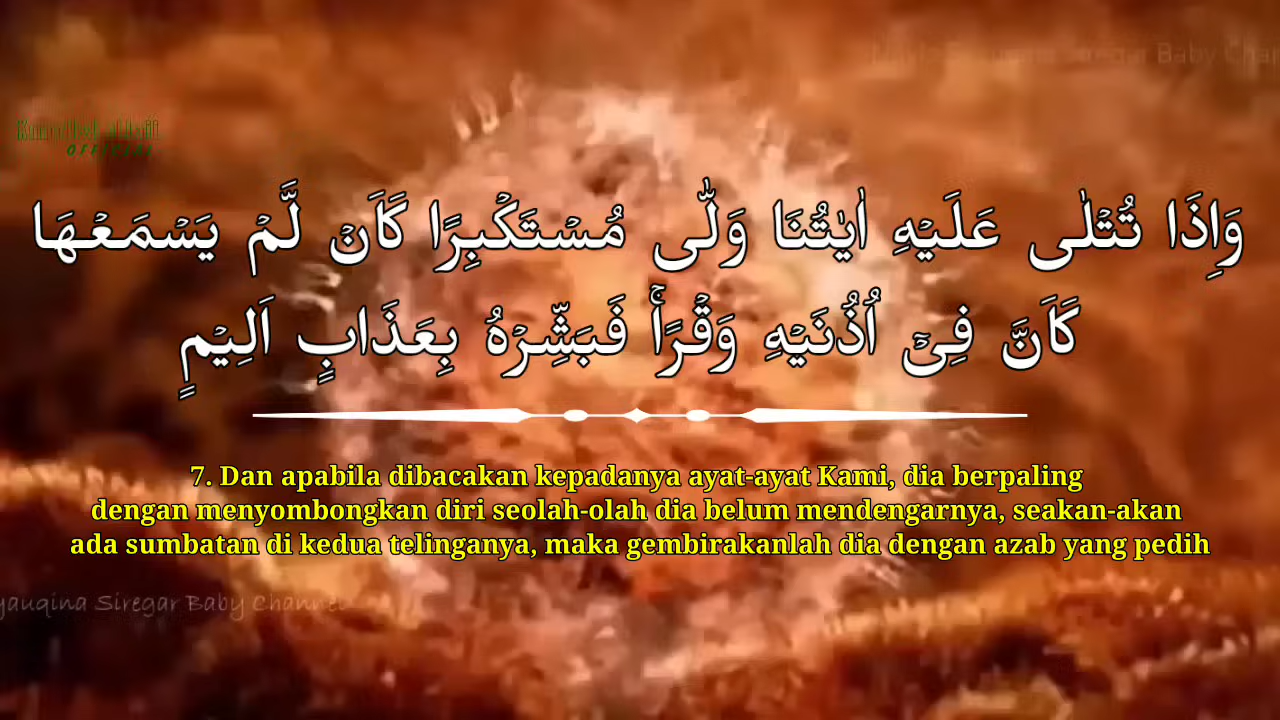 وَاِذَا تُتْلٰى عَلَيْهِ اٰيٰتُنَا وَلّٰى مُسْتَكْبِرًا كَاَنْ لَّمْ يَسْمَعْهَا
كَاَنَّ فِيْٓ اُذُنَيْهِ وَقْرًاۚ فَبَشِّرْهُ بِعَذَابٍ اَلِيْمٍ
7. Dan apabila dibacakan kepadanya ayat-ayat Kami, dia berpaling
dengan menyombongkan diri seolah-olah dia belum mendengarnya, seakan-akan
ada sumbatan di kedua telinganya, maka gembirakanlah dia dengan azab yang pedih
Siregar Baby Channel